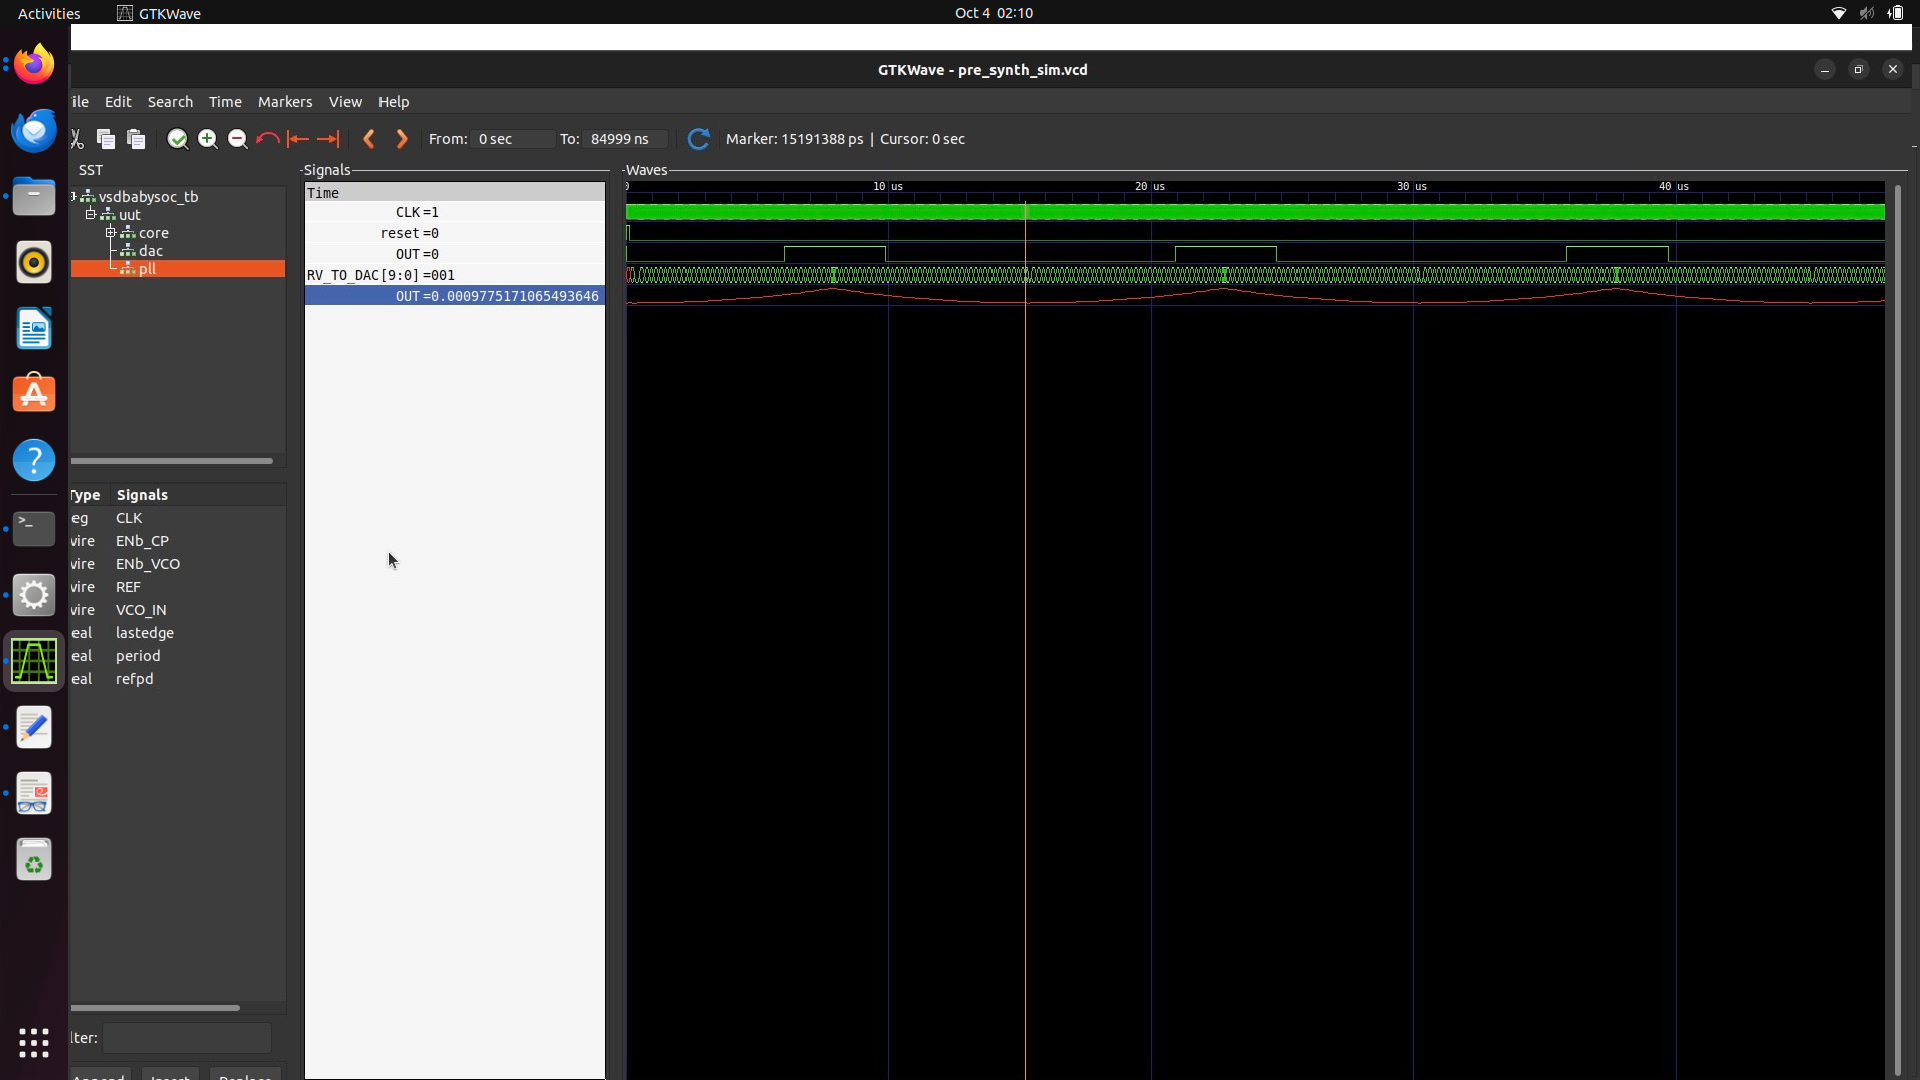 Activities GTKWave Oct 4 02:10
GTKWave - pre_synth_sim.vcd
ile Edit Search Time Markers View Help
From: 0 sec To: 84999 ns Marker: 15191388 ps | Cursor: 0 sec
SST
vsdbabysoc_tb
uut
core
dac
pll
Type Signals
eg CLK
vire ENb_CP
vire ENb_VCO
vire REF
vire VCO_IN
eal lastedge
eal period
eal refpd
lter:
Append Insert Replace
Signals
Time
CLK=1
reset=0
OUT=0
RV_TO_DAC[9:0]=001
OUT=0.0009775171065493646
Waves
0 10 us 20 us 30 us 40 us